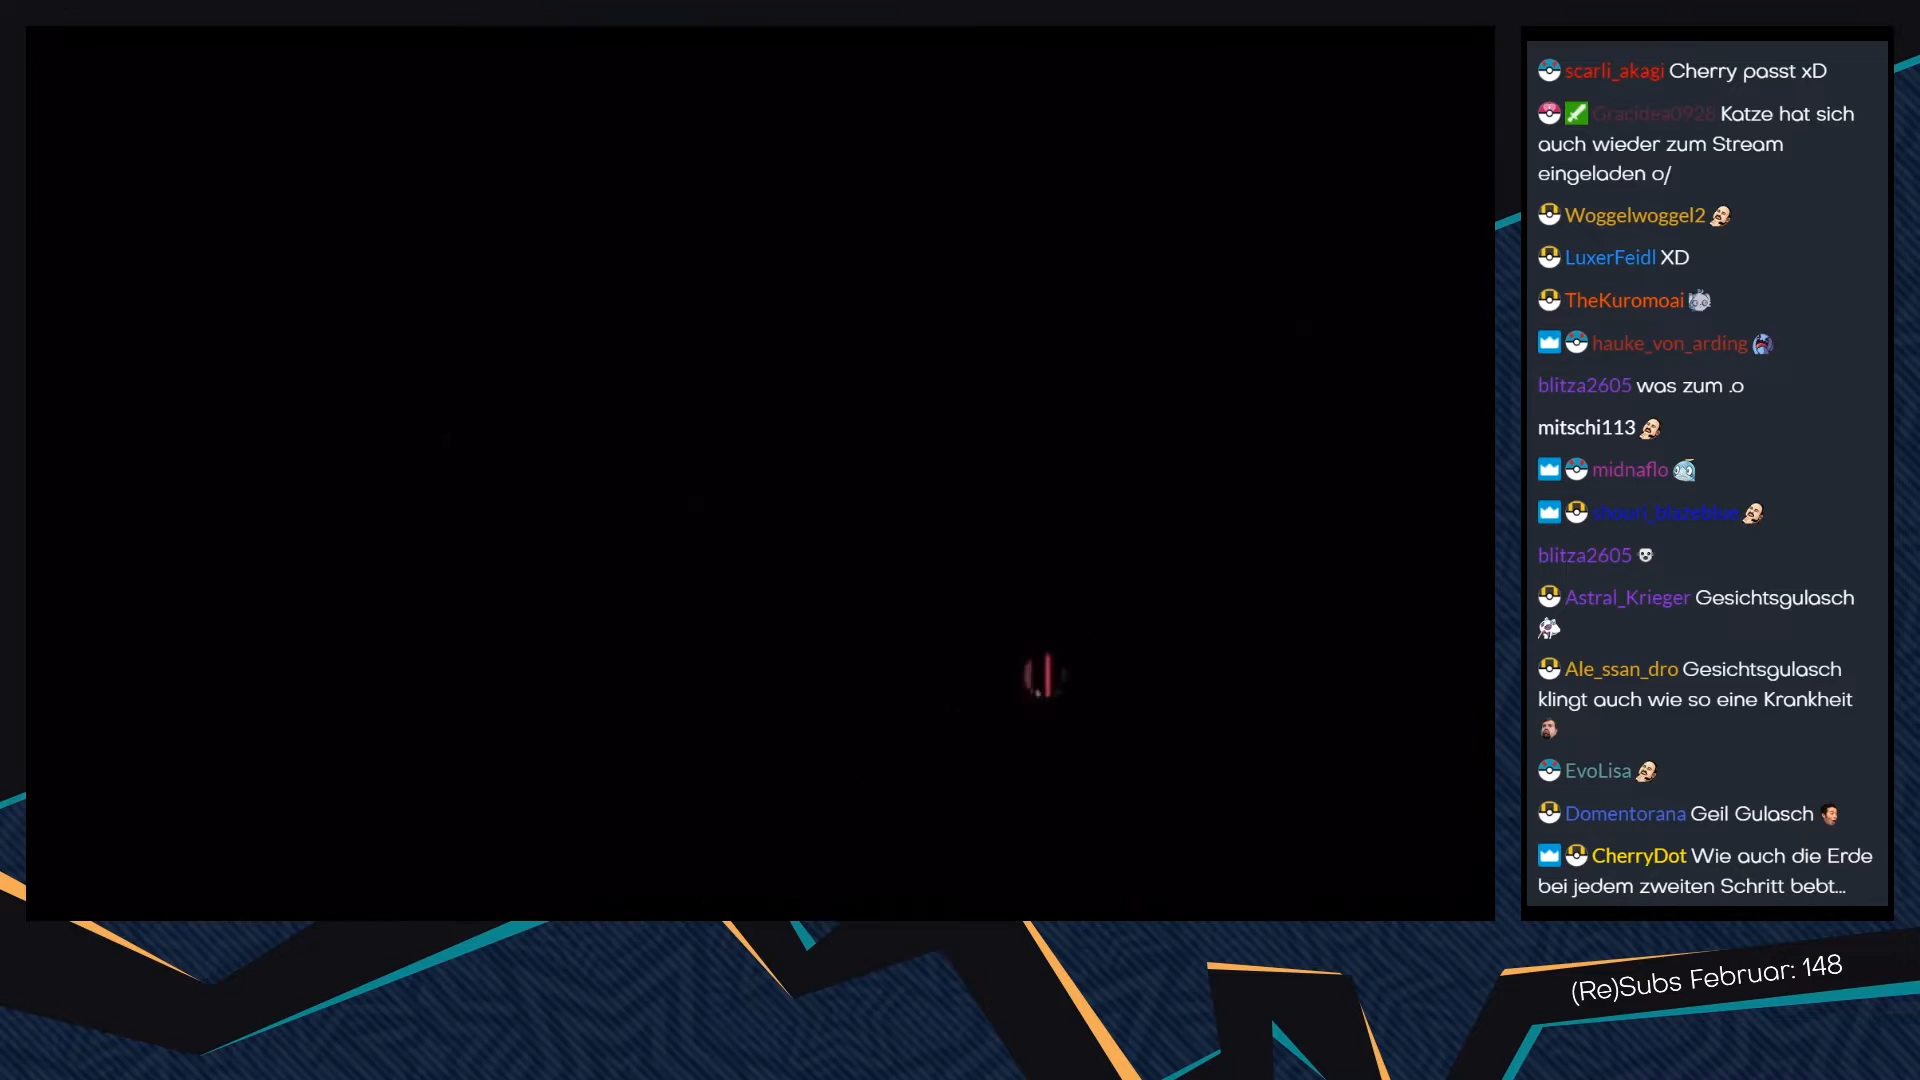 scarli_akagi Cherry passt xD
Gracidea0928 Katze hat sich
auch wieder zum Stream
eingeladen o/
Woggelwoggel2
LuxerFeidl XD
TheKuromoai
hauke_von_arding
blitza2605 was zum .o
mitschi113
midnaflo
shouri_blazeblue
blitza2605
Astral_Krieger Gesichtsgulasch
Ale_ssan_dro Gesichtsgulasch
klingt auch wie so eine Krankheit
EvoLisa
Domentorana Geil Gulasch
CherryDot Wie auch die Erde
bei jedem zweiten Schritt bebt...
(Re)Subs Februar: 148